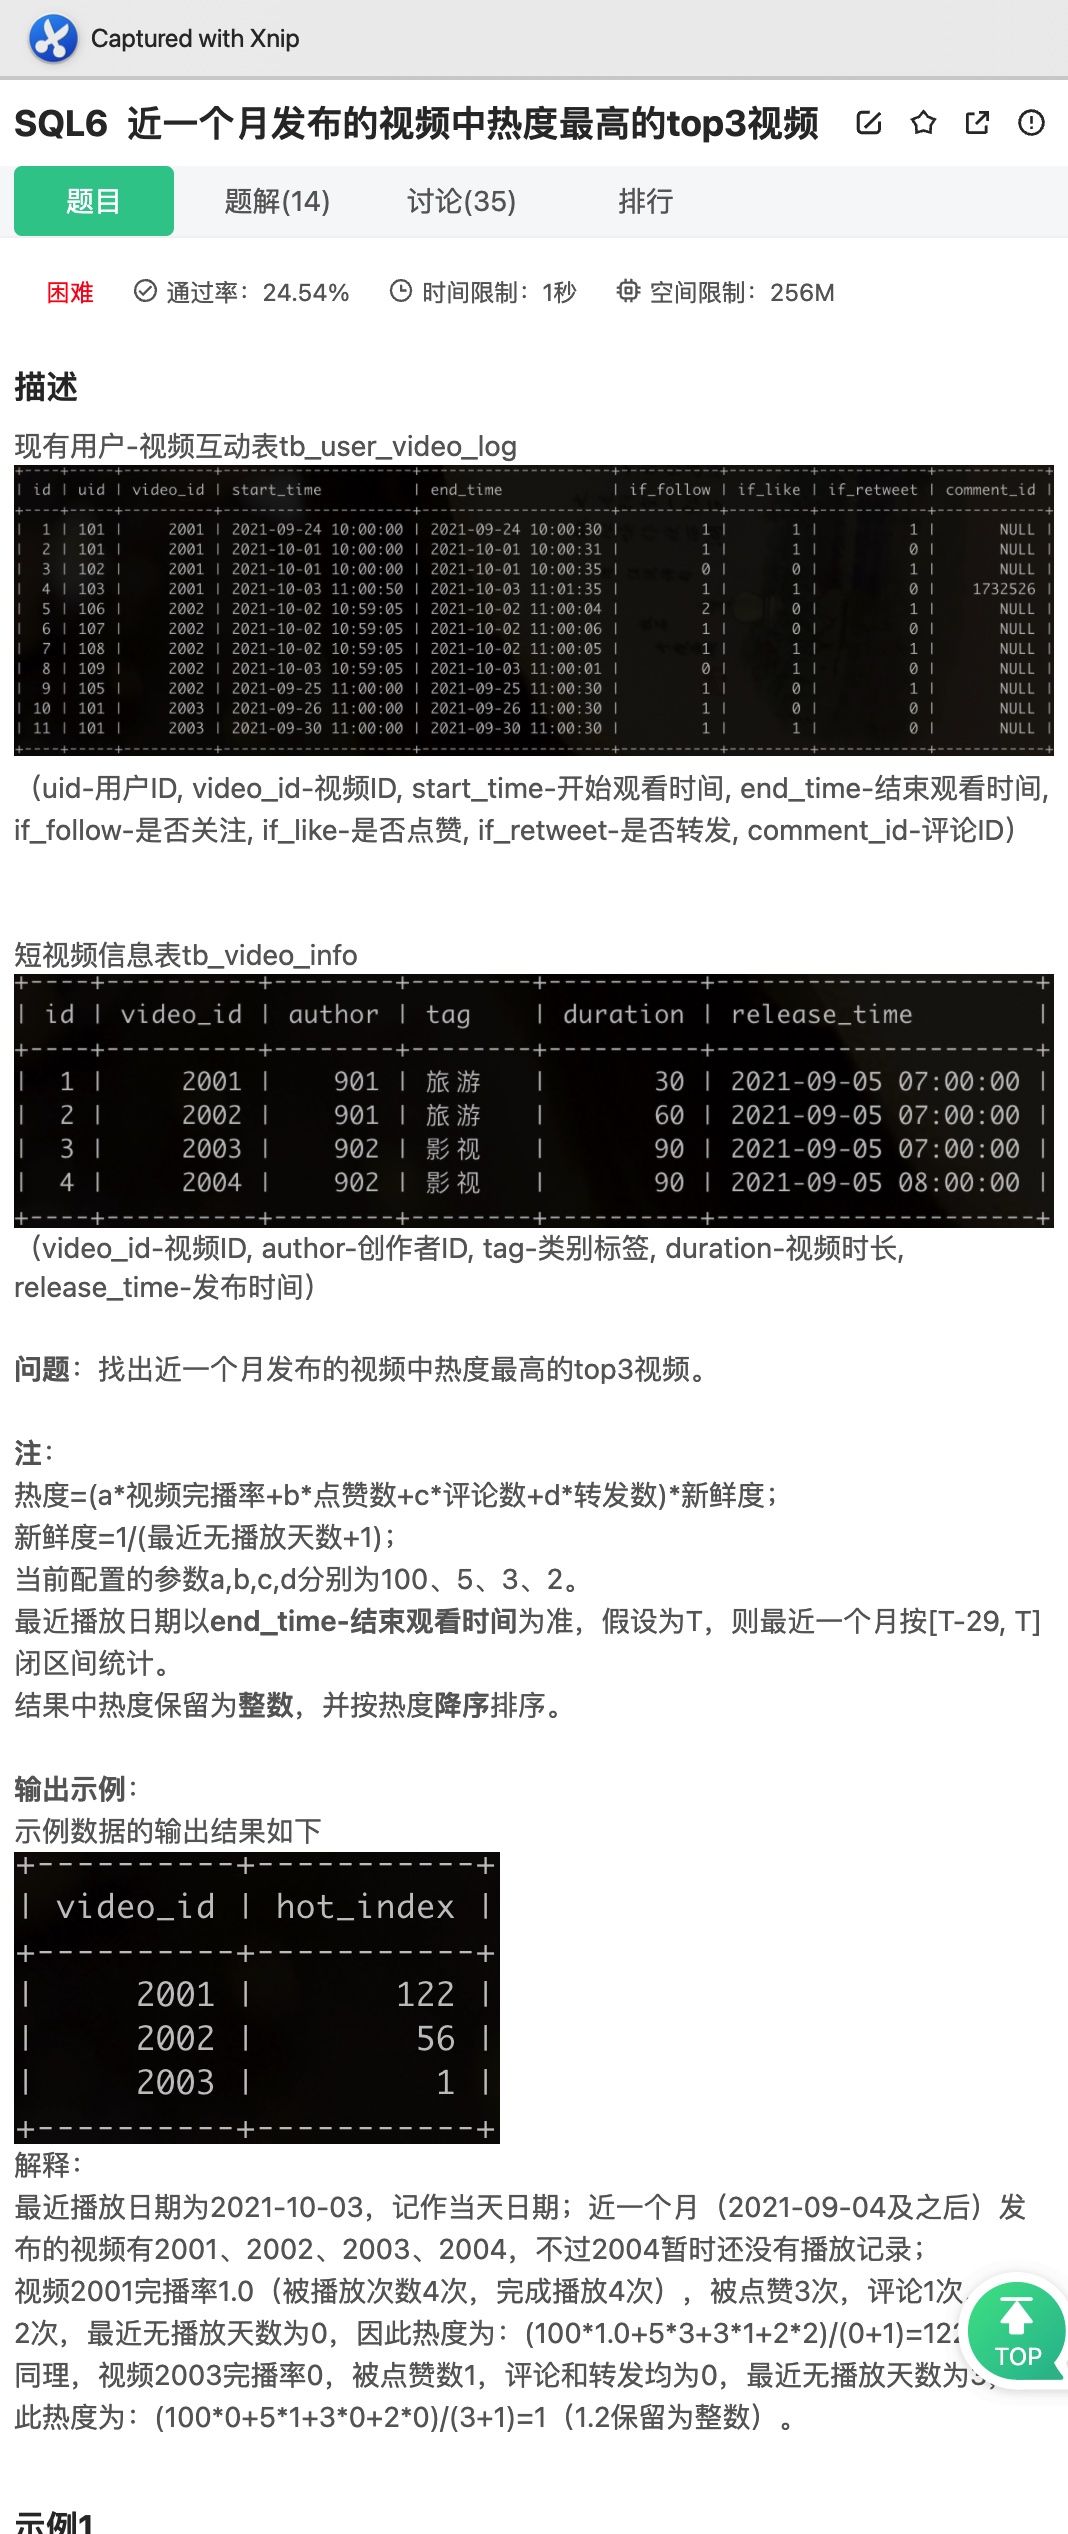 Captured with Xnip
SQL6 近一个月发布的视频中热度最高的top3视频
题目 题解(14) 讨论(35) 排行
困难 通过率：24.54% 时间限制：1秒 空间限制：256M
描述
现有用户-视频互动表tb_user_video_log
| id | uid | video_id | start_time | end_time | if_follow | if_like | if_retweet | comment_id |
| 1 | 101 | 2001 | 2021-09-24 10:00:00 | 2021-09-24 10:00:30 | 1 | 1 | 1 | NULL |
| 2 | 101 | 2001 | 2021-10-01 10:00:00 | 2021-10-01 10:00:31 | 1 | 1 | 0 | NULL |
| 3 | 102 | 2001 | 2021-10-01 10:00:00 | 2021-10-01 10:00:35 | 0 | 0 | 1 | NULL |
| 4 | 103 | 2001 | 2021-10-03 11:00:50 | 2021-10-03 11:01:35 | 1 | 1 | 0 | 1732526 |
| 5 | 106 | 2002 | 2021-10-02 10:59:05 | 2021-10-02 11:00:04 | 2 | 0 | 1 | NULL |
| 6 | 107 | 2002 | 2021-10-02 10:59:05 | 2021-10-02 11:00:06 | 1 | 0 | 0 | NULL |
| 7 | 108 | 2002 | 2021-10-02 10:59:05 | 2021-10-02 11:00:05 | 1 | 1 | 1 | NULL |
| 8 | 109 | 2002 | 2021-10-03 10:59:05 | 2021-10-03 11:00:01 | 0 | 1 | 0 | NULL |
| 9 | 105 | 2002 | 2021-09-25 11:00:00 | 2021-09-25 11:00:30 | 1 | 0 | 1 | NULL |
| 10 | 101 | 2003 | 2021-09-26 11:00:00 | 2021-09-26 11:00:30 | 1 | 0 | 0 | NULL |
| 11 | 101 | 2003 | 2021-09-30 11:00:00 | 2021-09-30 11:00:30 | 1 | 1 | 0 | NULL |
（uid-用户ID, video_id-视频ID, start_time-开始观看时间, end_time-结束观看时间,
if_follow-是否关注, if_like-是否点赞, if_retweet-是否转发, comment_id-评论ID）
短视频信息表tb_video_info
| id | video_id | author | tag | duration | release_time |
| 1 | 2001 | 901 | 旅游 | 30 | 2021-09-05 07:00:00 |
| 2 | 2002 | 901 | 旅游 | 60 | 2021-09-05 07:00:00 |
| 3 | 2003 | 902 | 影视 | 90 | 2021-09-05 07:00:00 |
| 4 | 2004 | 902 | 影视 | 90 | 2021-09-05 08:00:00 |
（video_id-视频ID, author-创作者ID, tag-类别标签, duration-视频时长,
release_time-发布时间）
问题：找出近一个月发布的视频中热度最高的top3视频。
注：
热度=(a*视频完播率+b*点赞数+c*评论数+d*转发数)*新鲜度；
新鲜度=1/(最近无播放天数+1)；
当前配置的参数a,b,c,d分别为100、5、3、2。
最近播放日期以end_time-结束观看时间为准，假设为T，则最近一个月按[T-29, T]
闭区间统计。
结果中热度保留为整数，并按热度降序排序。
输出示例：
示例数据的输出结果如下
| video_id | hot_index |
| 2001 | 122 |
| 2002 | 56 |
| 2003 | 1 |
解释：
最近播放日期为2021-10-03，记作当天日期；近一个月（2021-09-04及之后）发
布的视频有2001、2002、2003、2004，不过2004暂时还没有播放记录；
视频2001完播率1.0（被播放次数4次，完成播放4次），被点赞3次，评论1次
2次，最近无播放天数为0，因此热度为：(100*1.0+5*3+3*1+2*2)/(0+1)=122
同理，视频2003完播率0，被点赞数1，评论和转发均为0，最近无播放天数为3，
此热度为：(100*0+5*1+3*0+2*0)/(3+1)=1（1.2保留为整数）。
TOP
示例1